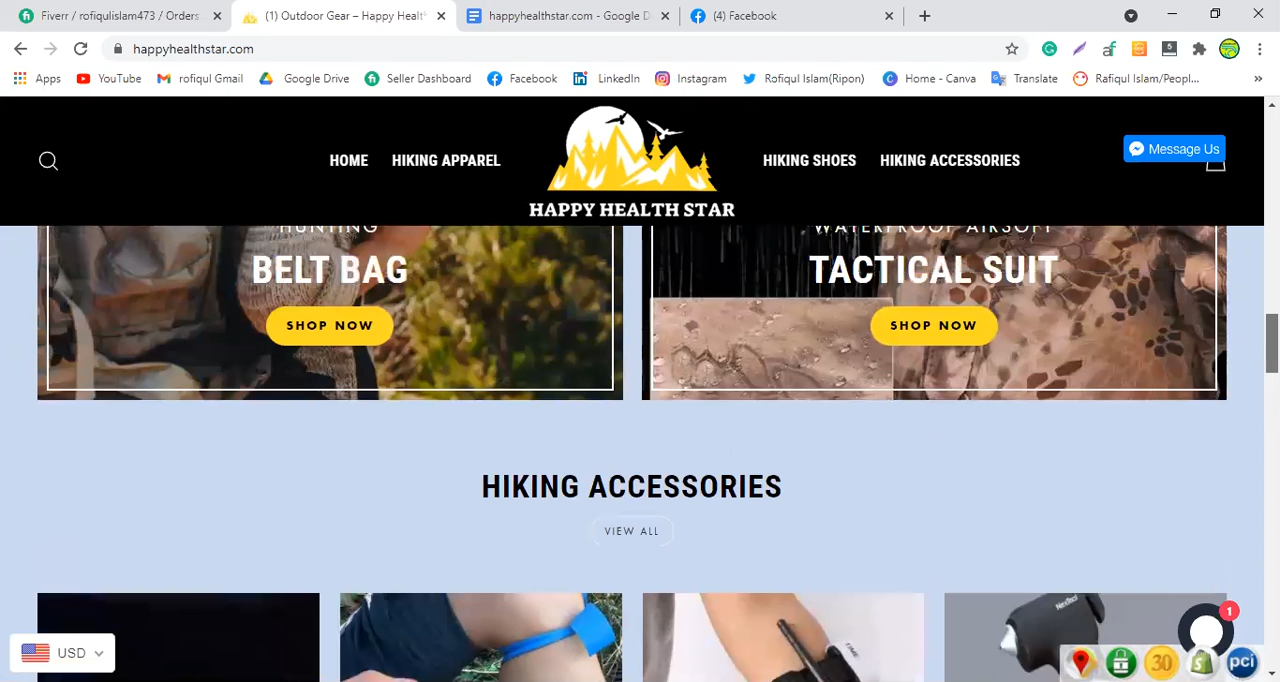 Fiverr / rofiqulislam473 / Orders
(1) Outdoor Gear – Happy Healt
happyhealthstar.com - Google D
(4) Facebook
happyhealthstar.com
Apps
YouTube
rofiqul Gmail
Google Drive
Seller Dashboard
Facebook
LinkedIn
Instagram
Rofiqul Islam(Ripon)
Home - Canva
Translate
Rafiqul Islam/Peopl...
HOME
HIKING APPAREL
HAPPY HEALTH STAR
HIKING SHOES
HIKING ACCESSORIES
Message Us
HUNTING
BELT BAG
SHOP NOW
WATERPROOF AIRSOFT
TACTICAL SUIT
SHOP NOW
HIKING ACCESSORIES
VIEW ALL
USD
1
30
pci